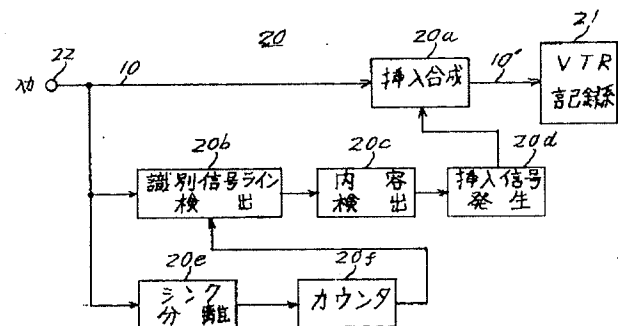 20
20a
21
22
入力
10
挿入合成
10'
VTR
記録系
20b
20c
20d
識別信号ライン
検出
内容
検出
挿入信号
発生
20e
20f
シンク
分離
カウンタ